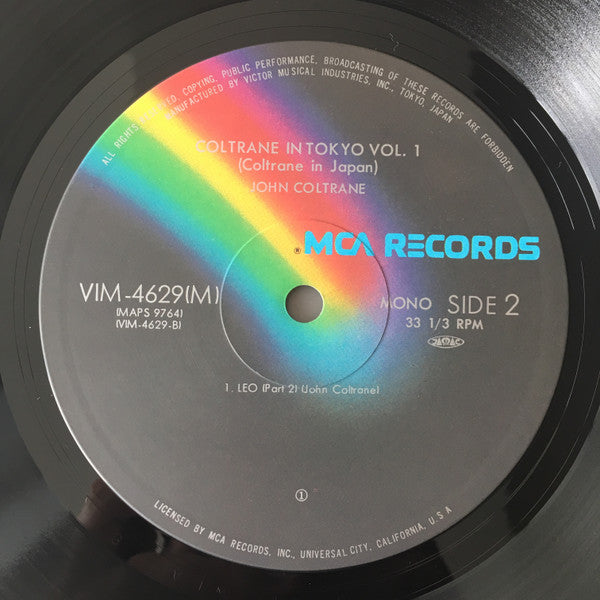 ALL RIGHTS RESERVED, COPYING, PUBLIC PERFORMANCE, BROADCASTING OF THESE RECORDS ARE FORBIDDEN
MANUFACTURED BY VICTOR MUSICAL INDUSTRIES, INC., TOKYO, JAPAN
COLTRANE IN TOKYO VOL. 1
(Coltrane in Japan)
JOHN COLTRANE
® MCA RECORDS
VIM-4629(M)
(MAPS 9764)
(VIM-4629-B)
MONO SIDE 2
33 1/3 RPM
JASRAC
1. LEO (Part 2) (John Coltrane)
①
LICENSED BY MCA RECORDS, INC., UNIVERSAL CITY, CALIFORNIA, U.S.A